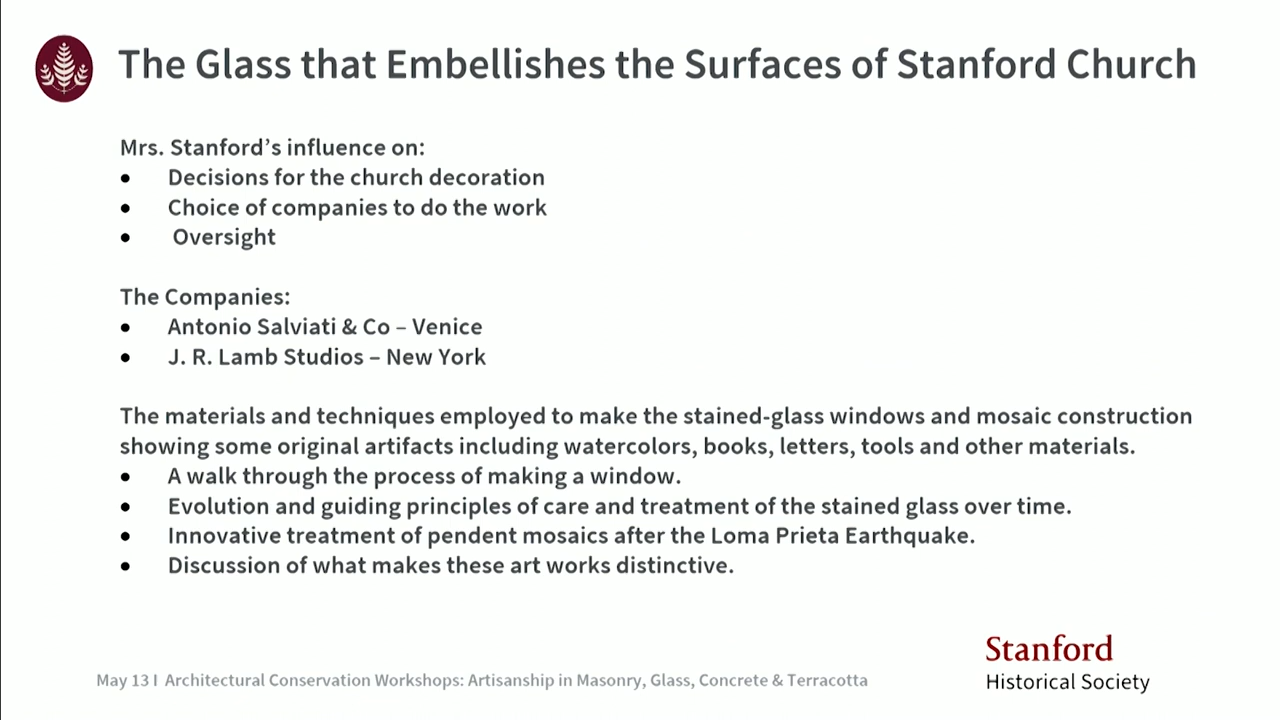 The Glass that Embellishes the Surfaces of Stanford Church
Mrs. Stanford's influence on:
• Decisions for the church decoration
• Choice of companies to do the work
• Oversight
The Companies:
• Antonio Salviati & Co – Venice
• J. R. Lamb Studios – New York
The materials and techniques employed to make the stained-glass windows and mosaic construction
showing some original artifacts including watercolors, books, letters, tools and other materials.
• A walk through the process of making a window.
• Evolution and guiding principles of care and treatment of the stained glass over time.
• Innovative treatment of pendent mosaics after the Loma Prieta Earthquake.
• Discussion of what makes these art works distinctive.
May 13 I Architectural Conservation Workshops: Artisanship in Masonry, Glass, Concrete & Terracotta
Stanford
Historical Society